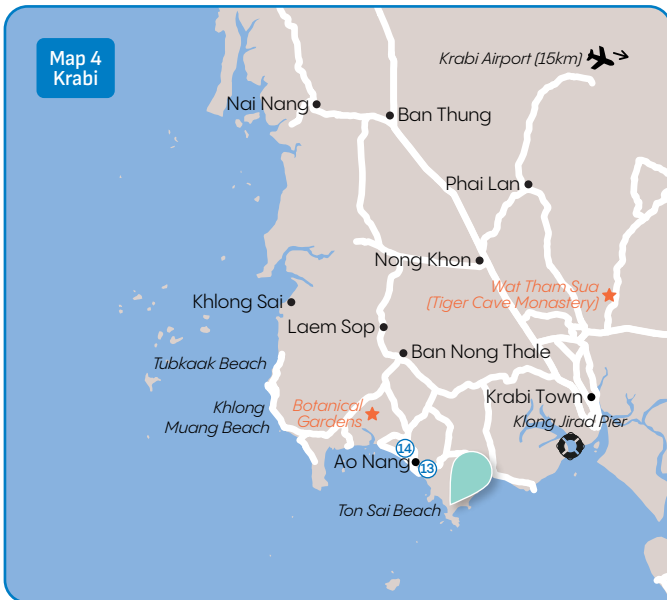 Map 4
Krabi
Krabi Airport (15km)
Nai Nang
Ban Thung
Phai Lan
Nong Khon
Wat Tham Sua
(Tiger Cave Monastery)
Khlong Sai
Laem Sop
Ban Nong Thale
Tubkaak Beach
Krabi Town
Khlong
Muang Beach
Botanical
Gardens
Klong Jirad Pier
14
Ao Nang
13
Ton Sai Beach